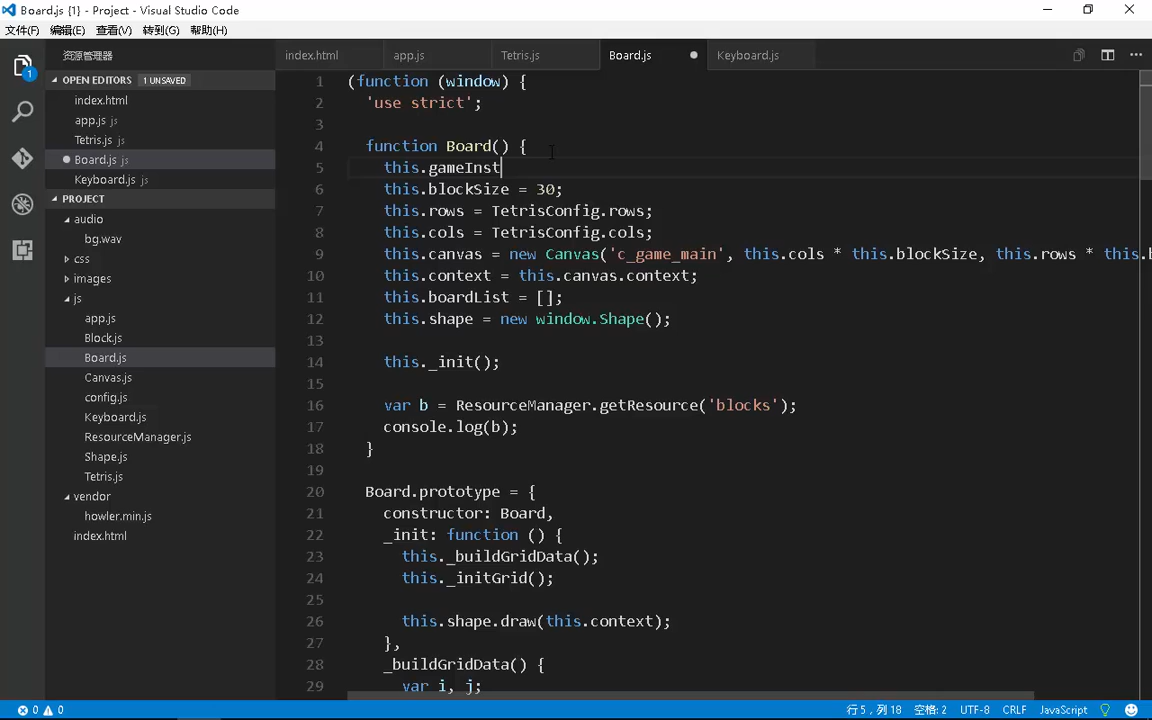 Board.js {1} - Project - Visual Studio Code
文件(F) 编辑(E) 查看(V) 转到(G) 帮助(H)
资源管理器
OPEN EDITORS 1 UNSAVED
index.html
app.js js
Tetris.js js
Board.js js
Keyboard.js js
PROJECT
audio
bg.wav
css
images
js
app.js
Block.js
Board.js
Canvas.js
config.js
Keyboard.js
ResourceManager.js
Shape.js
Tetris.js
vendor
howler.min.js
index.html
1
index.html app.js Tetris.js Board.js Keyboard.js
1 (function (window) {
2 'use strict';
3
4 function Board() {
5 this.gameInst
6 this.blockSize = 30;
7 this.rows = TetrisConfig.rows;
8 this.cols = TetrisConfig.cols;
9 this.canvas = new Canvas('c_game_main', this.cols * this.blockSize, this.rows * this.b
10 this.context = this.canvas.context;
11 this.boardList = [];
12 this.shape = new window.Shape();
13
14 this._init();
15
16 var b = ResourceManager.getResource('blocks');
17 console.log(b);
18 }
19
20 Board.prototype = {
21 constructor: Board,
22 _init: function () {
23 this._buildGridData();
24 this._initGrid();
25
26 this.shape.draw(this.context);
27 },
28 _buildGridData() {
29 var i, j;
0 0 行 5，列 18 空格: 2 UTF-8 CRLF JavaScript